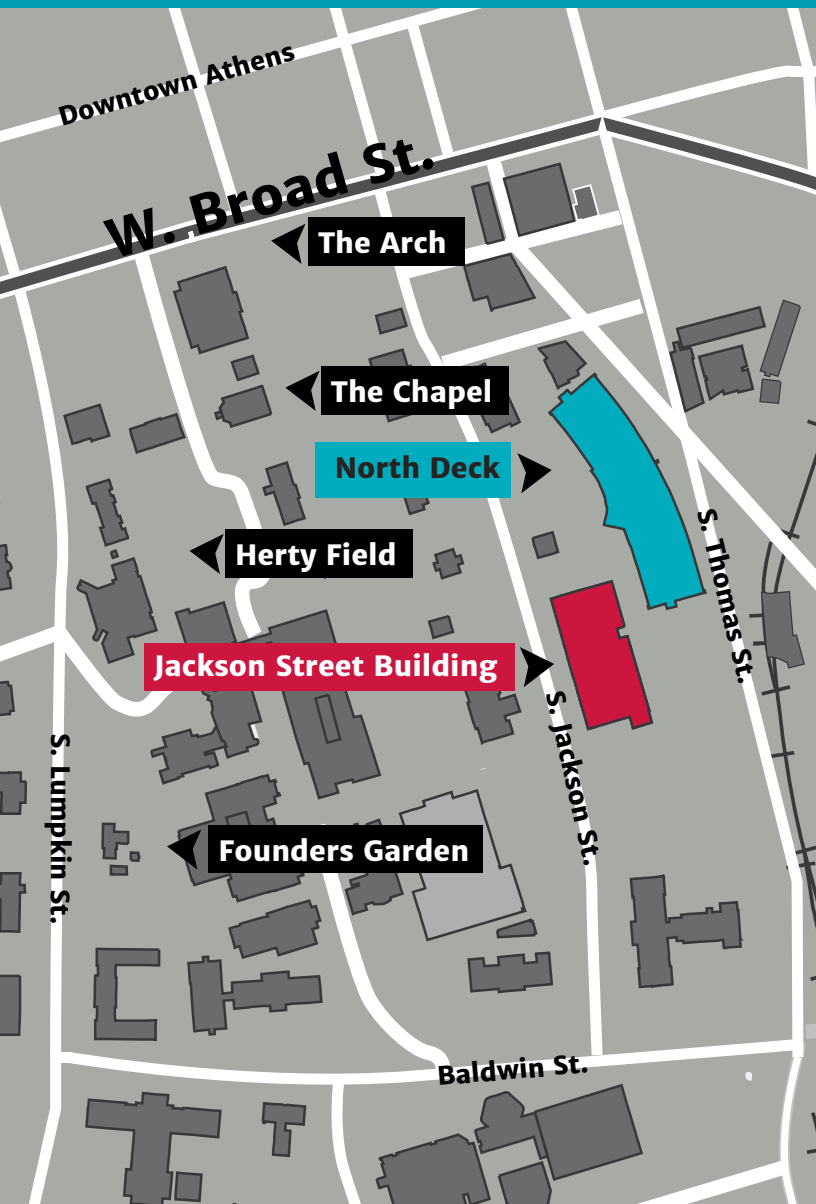 Downtown Athens
W. Broad St.
The Arch
The Chapel
North Deck
S. Thomas St.
Herty Field
Jackson Street Building
S. Jackson St.
S. Lumpkin St.
Founders Garden
Baldwin St.